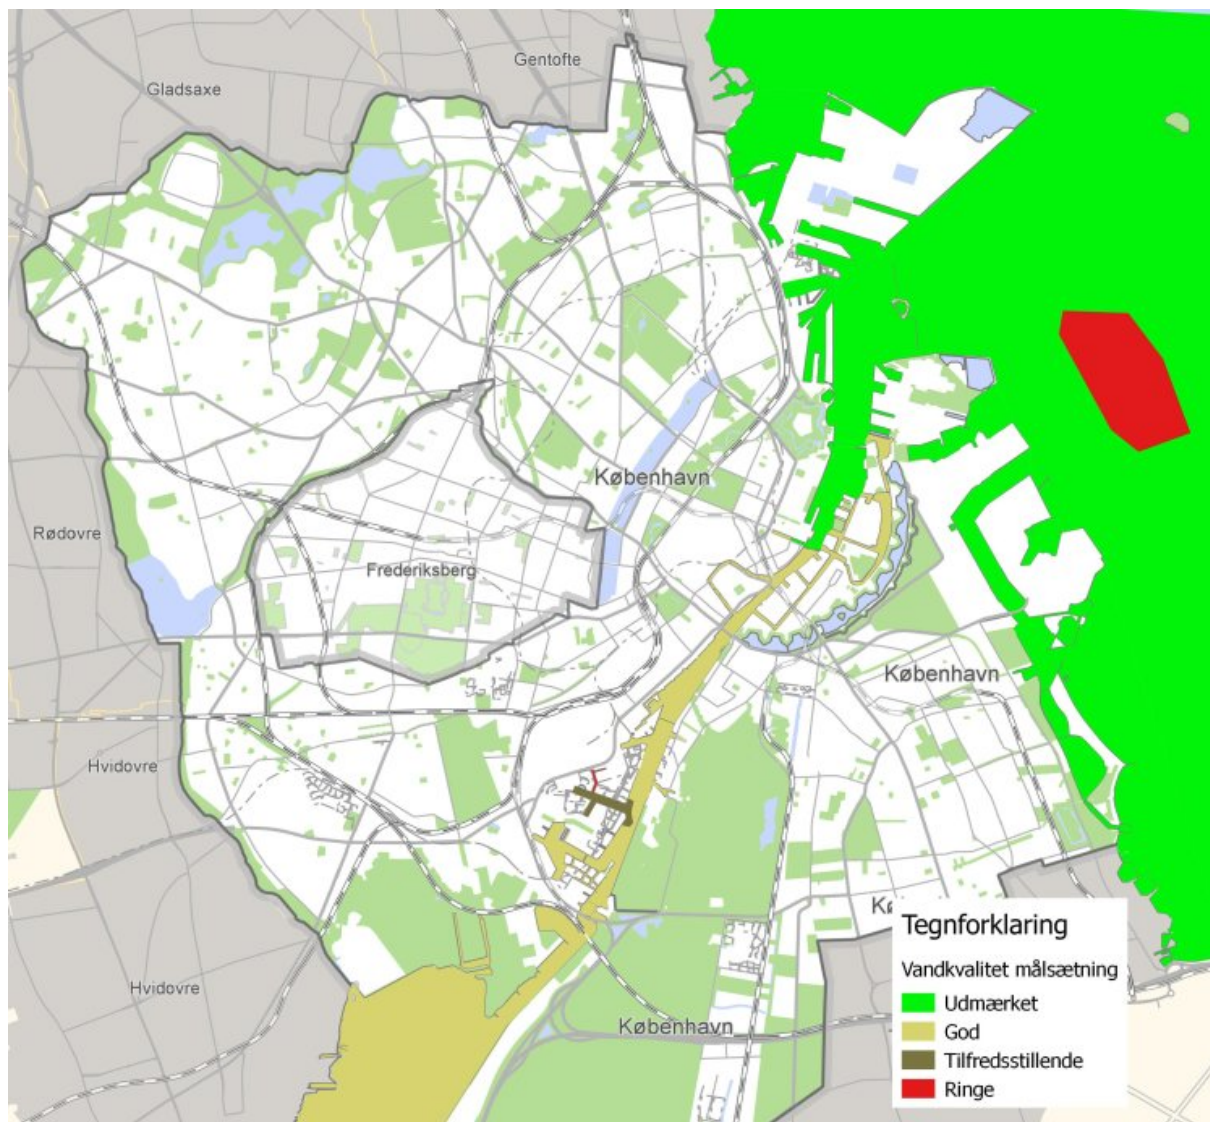 Gentofte
Gladsaxe
København
Rødovre
Frederiksberg
København
Hvidovre
Tegnforklaring
Vandkvalitet målsætning
Udmærket
God
Tilfredsstillende
Ringe
Hvidovre
København